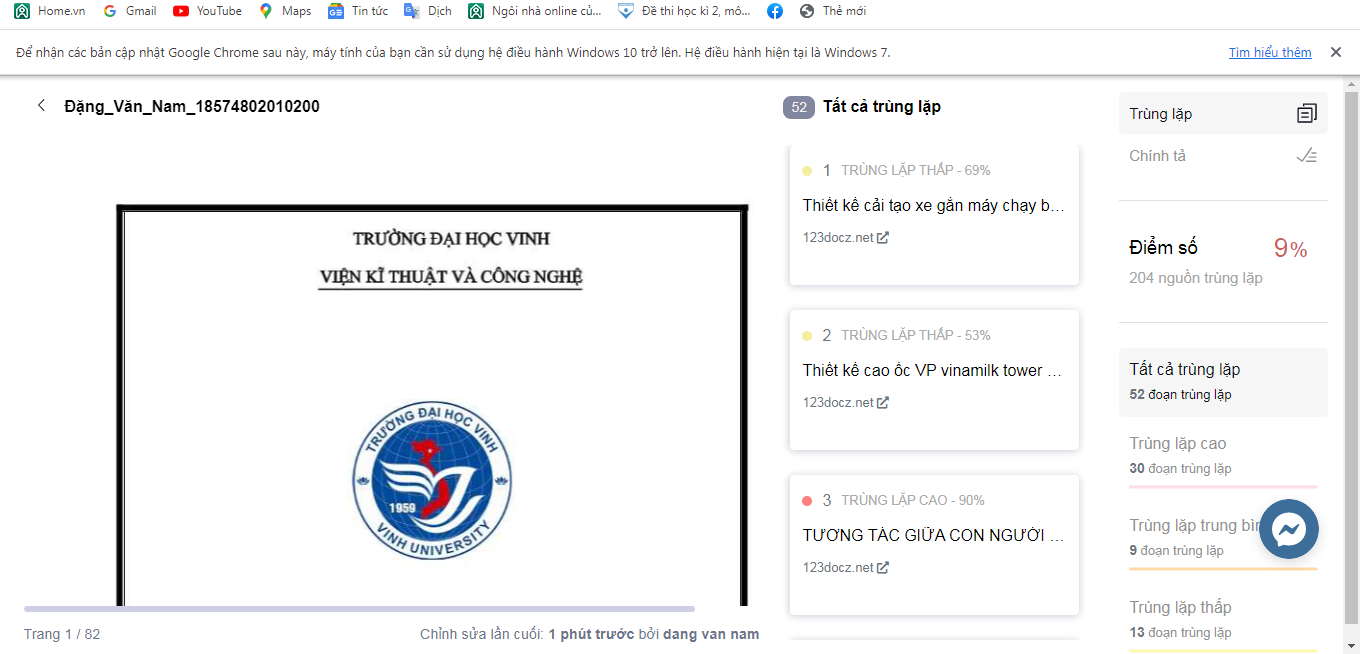 Home.vn Gmail YouTube Maps Tin tức Dịch Ngôi nhà online củ... Đề thi học kì 2, mô... Thẻ mới
Để nhận các bản cập nhật Google Chrome sau này, máy tính của bạn cần sử dụng hệ điều hành Windows 10 trở lên. Hệ điều hành hiện tại là Windows 7. Tìm hiểu thêm
Đặng_Văn_Nam_18574802010200
TRƯỜNG ĐẠI HỌC VINH
VIỆN KĨ THUẬT VÀ CÔNG NGHỆ
TRƯỜNG ĐẠI HỌC VINH
1959
VINH UNIVERSITY
Trang 1 / 82
Chỉnh sửa lần cuối: 1 phút trước bởi dang van nam
52 Tất cả trùng lặp
1 TRÙNG LẶP THẤP - 69%
Thiết kế cải tạo xe gắn máy chạy b...
123docz.net
2 TRÙNG LẶP THẤP - 53%
Thiết kế cao ốc VP vinamilk tower ...
123docz.net
3 TRÙNG LẶP CAO - 90%
TƯƠNG TÁC GIỮA CON NGƯỜI ...
123docz.net
Trùng lặp
Chính tả
Điểm số 9%
204 nguồn trùng lặp
Tất cả trùng lặp
52 đoạn trùng lặp
Trùng lặp cao
30 đoạn trùng lặp
Trùng lặp trung bìn
9 đoạn trùng lặp
Trùng lặp thấp
13 đoạn trùng lặp